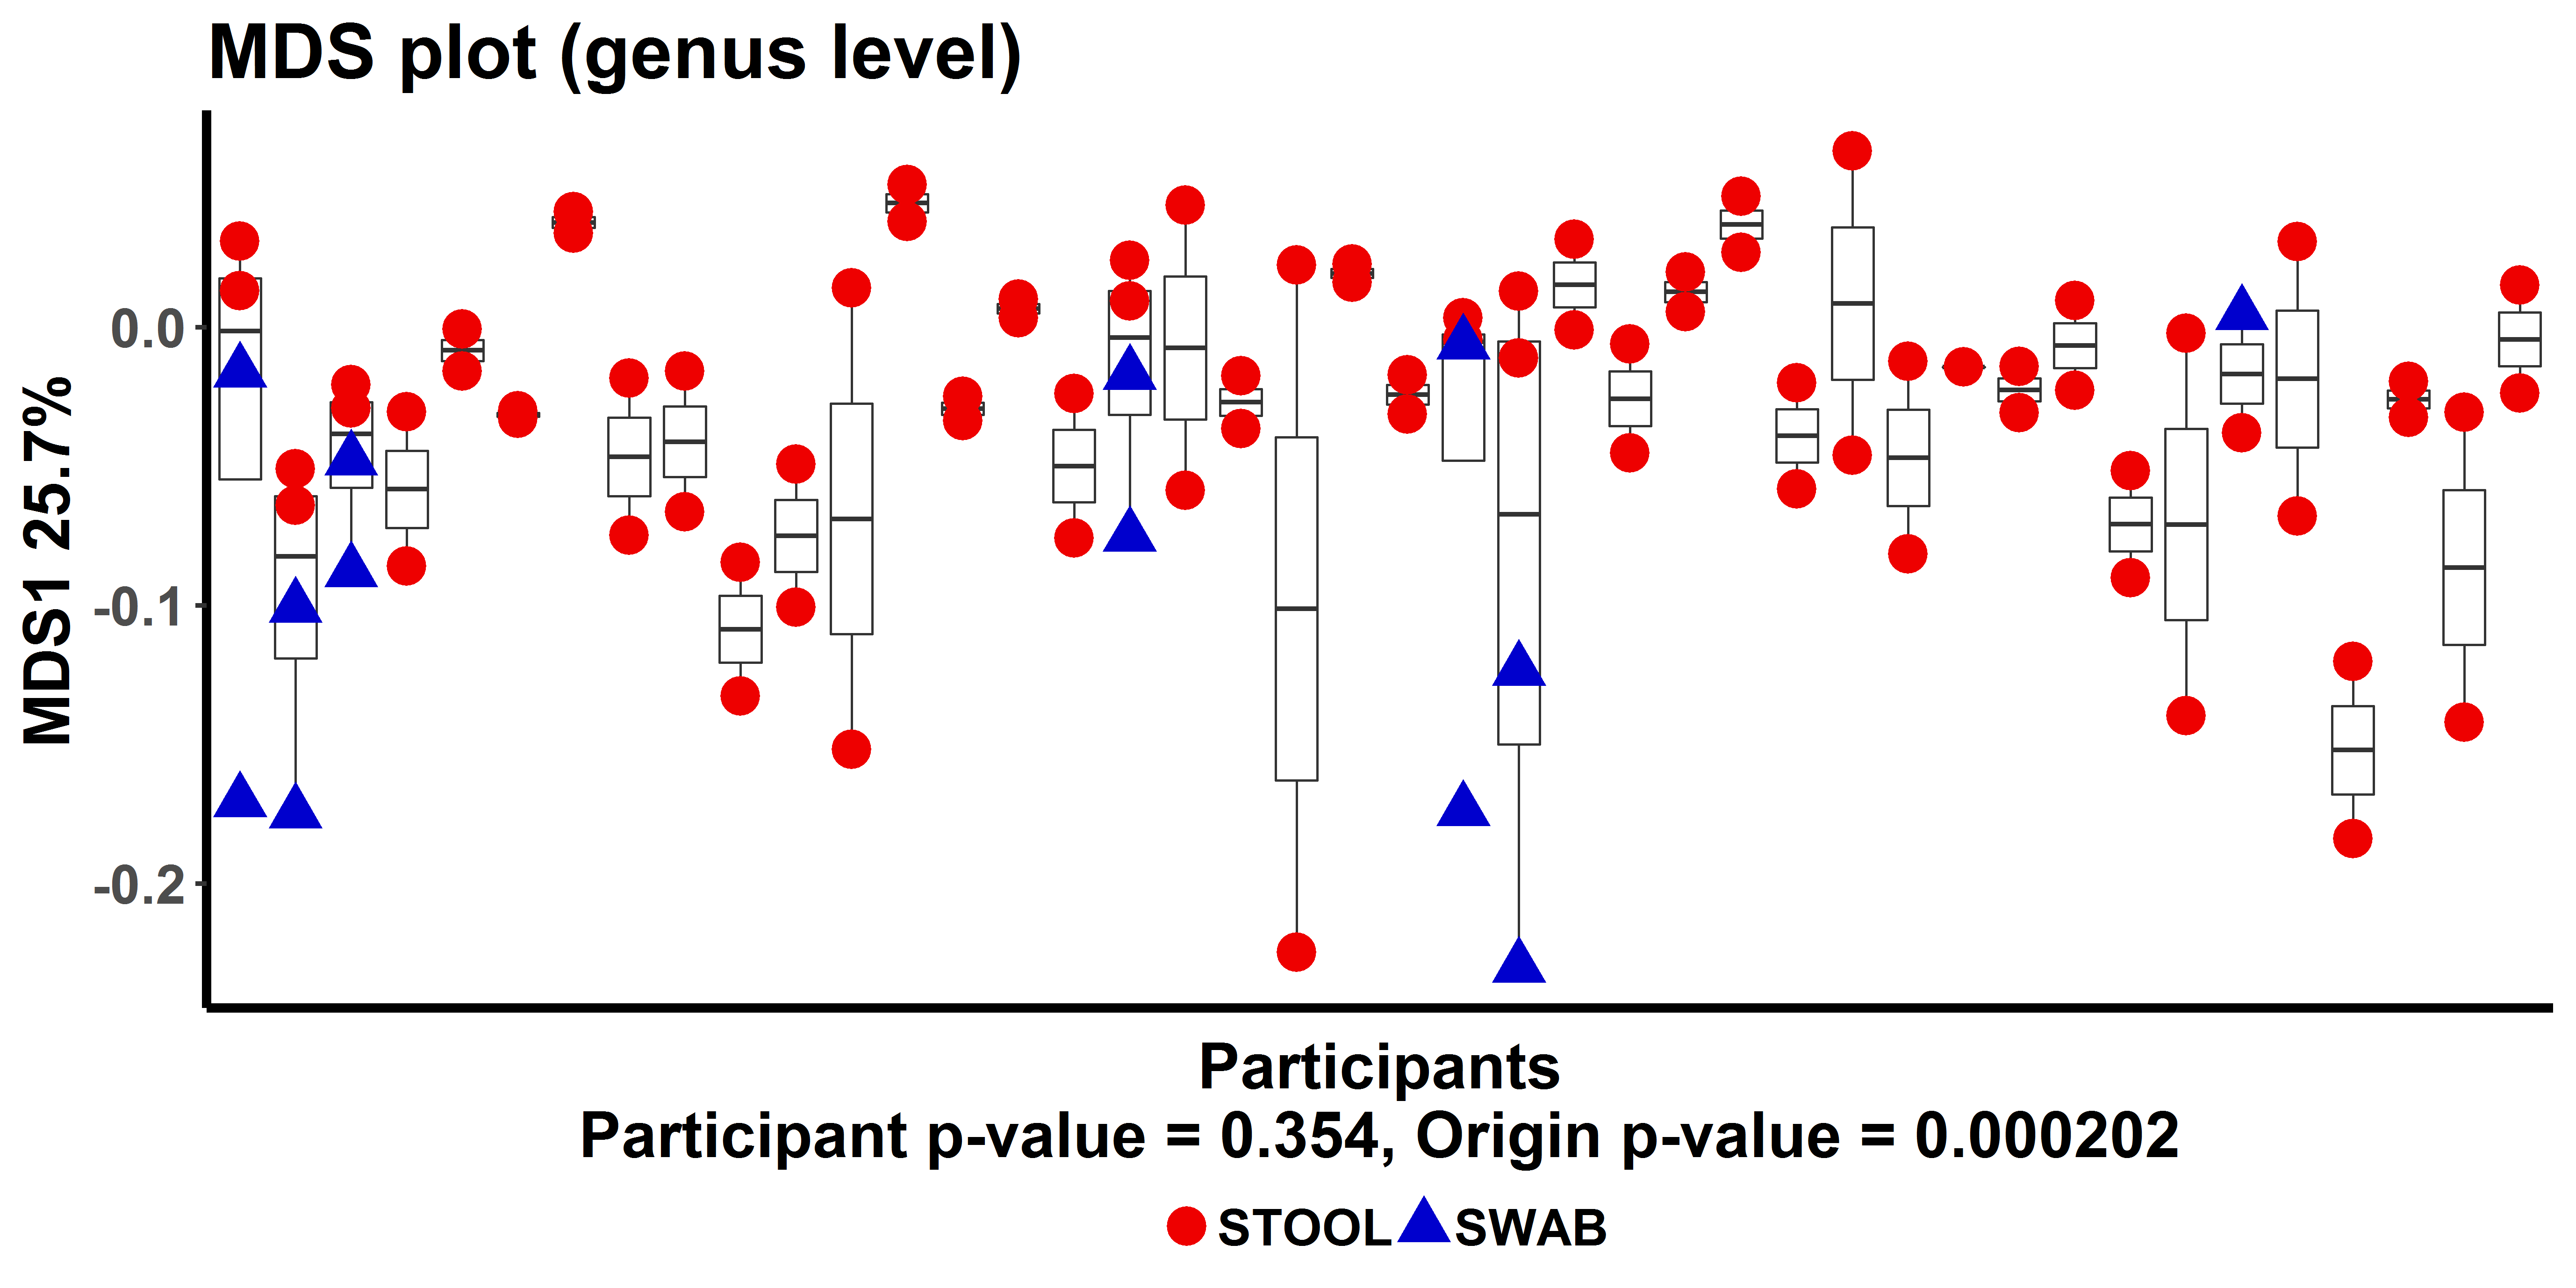 MDS plot (genus level)
MDS1 25.7%
0.0
-0.1
-0.2
Participants
Participant p-value = 0.354, Origin p-value = 0.000202
STOOL SWAB